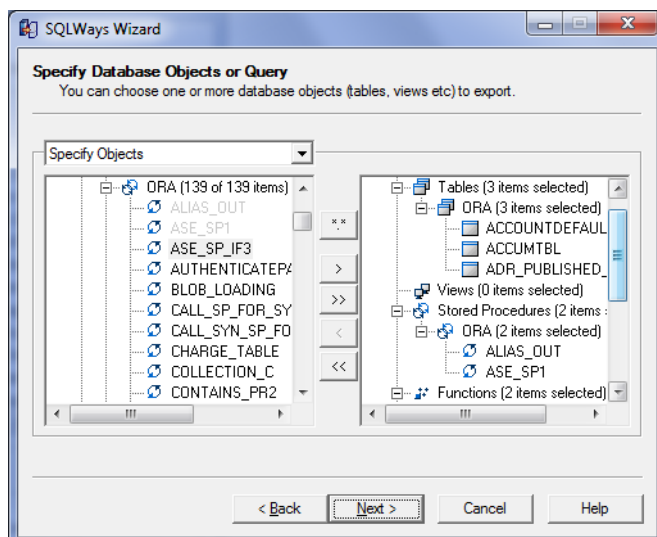 SQLWays Wizard
Specify Database Objects or Query
You can choose one or more database objects (tables, views etc) to export.
Specify Objects
ORA (139 of 139 items)
ALIAS_OUT
ASE_SP1
ASE_SP_IF3
AUTHENTICATEPA
BLOB_LOADING
CALL_SP_FOR_SY
CALL_SYN_SP_FO
CHARGE_TABLE
COLLECTION_C
CONTAINS_PR2
*.*
>
>>
<
<<
Tables (3 items selected)
ORA (3 items selected)
ACCOUNTDEFAUL
ACCUMTBL
ADR_PUBLISHED_
Views (0 items selected)
Stored Procedures (2 items
ORA (2 items selected)
ALIAS_OUT
ASE_SP1
Functions (2 items selected)
< Back
Next >
Cancel
Help